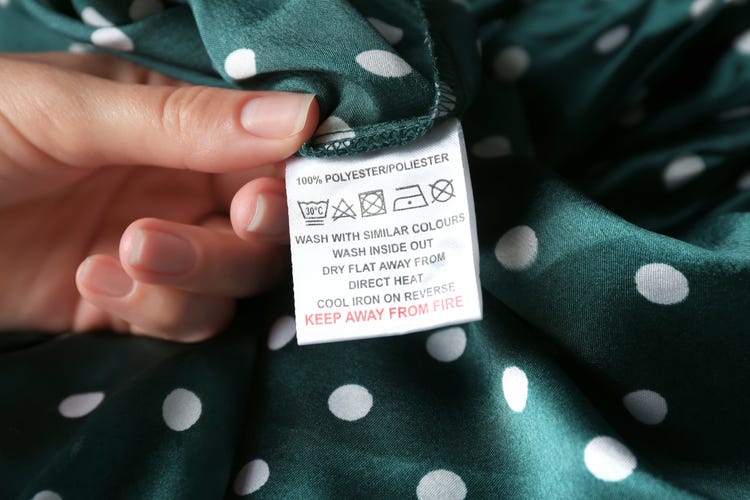 100% POLYESTER/POLIESTER
30°C
WASH WITH SIMILAR COLOURS
WASH INSIDE OUT
DRY FLAT AWAY FROM
DIRECT HEAT
COOL IRON ON REVERSE
KEEP AWAY FROM FIRE